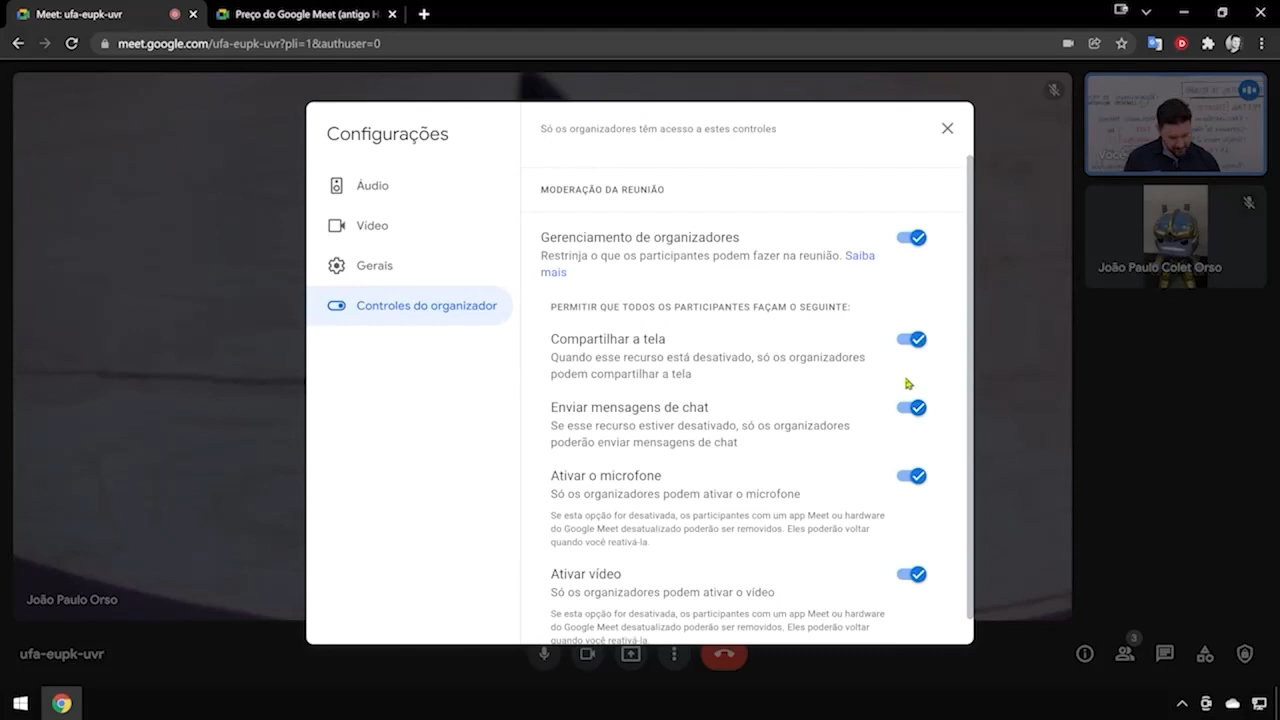 Meet: ufa-eupk-uvr
Preço do Google Meet (antigo H
meet.google.com/ufa-eupk-uvr?pli=1&authuser=0
Configurações
Áudio
Vídeo
Gerais
Controles do organizador
Só os organizadores têm acesso a estes controles
MODERAÇÃO DA REUNIÃO
Gerenciamento de organizadores
Restrinja o que os participantes podem fazer na reunião. Saiba
mais
PERMITIR QUE TODOS OS PARTICIPANTES FAÇAM O SEGUINTE:
Compartilhar a tela
Quando esse recurso está desativado, só os organizadores
podem compartilhar a tela
Enviar mensagens de chat
Se esse recurso estiver desativado, só os organizadores
poderão enviar mensagens de chat
Ativar o microfone
Só os organizadores podem ativar o microfone
Se esta opção for desativada, os participantes com um app Meet ou hardware
do Google Meet desatualizado poderão ser removidos. Eles poderão voltar
quando você reativá-la.
Ativar vídeo
Só os organizadores podem ativar o vídeo
Se esta opção for desativada, os participantes com um app Meet ou hardware
do Google Meet desatualizado poderão ser removidos. Eles poderão voltar
quando você reativá-la.
Você
João Paulo Colet Orso
João Paulo Orso
ufa-eupk-uvr
3